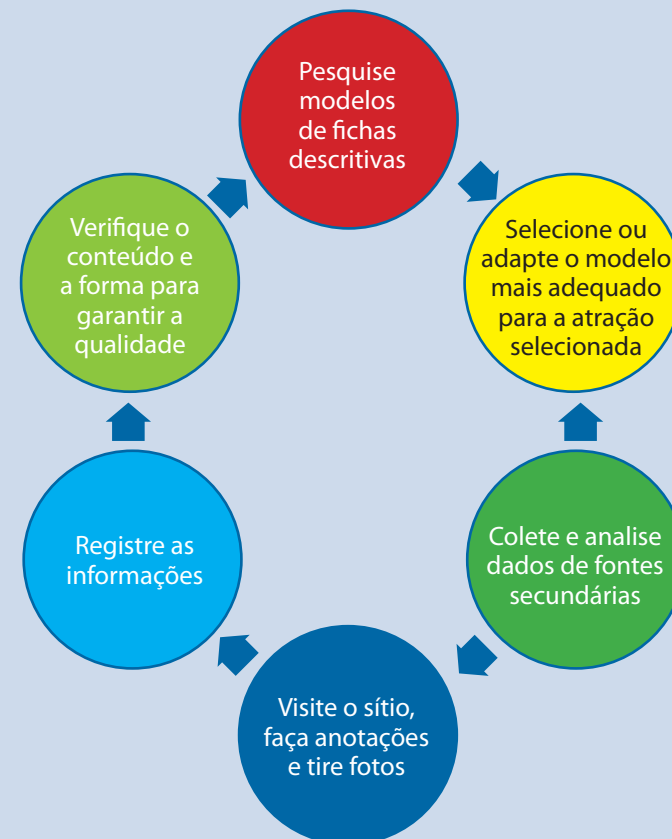 Pesquise
modelos
de fichas
descritivas
Selecione ou
adapte o modelo
mais adequado
para a atração
selecionada
Colete e analise
dados de fontes
secundárias
Visite o sítio,
faça anotações
e tire fotos
Registre as
informações
Verifique o
conteúdo e
a forma para
garantir a
qualidade